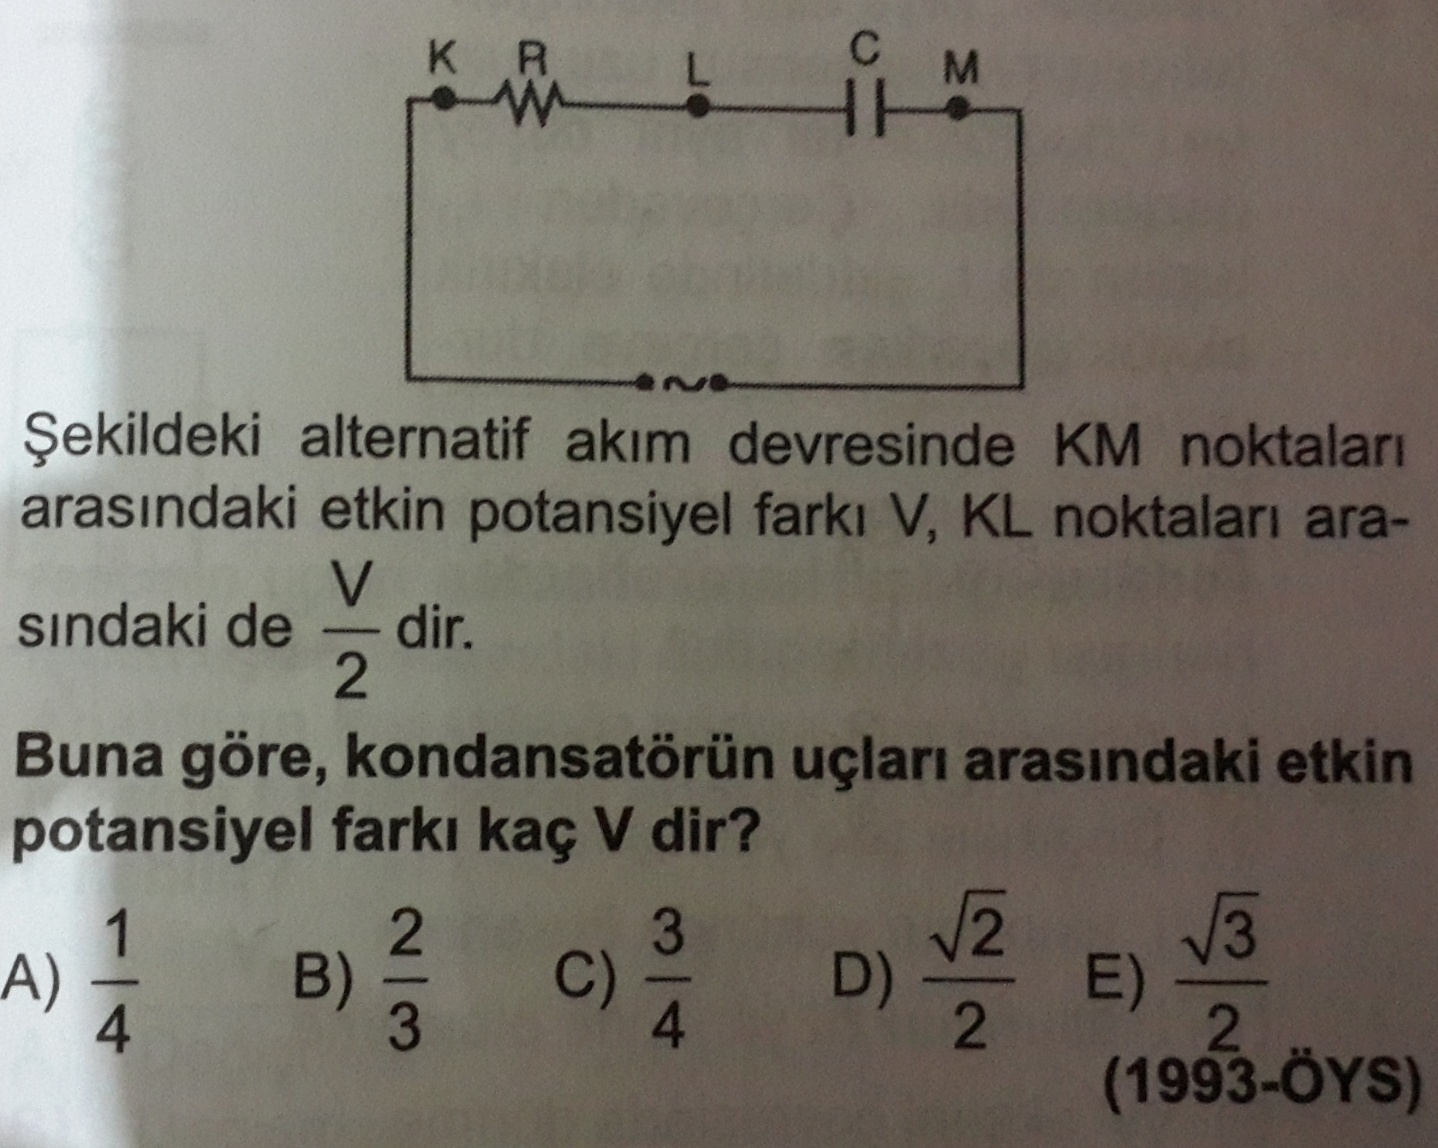 K R L C M
Şekildeki alternatif akım devresinde KM noktaları
arasındaki etkin potansiyel farkı V, KL noktaları ara-
sındaki de V/2 dir.
Buna göre, kondansatörün uçları arasındaki etkin
potansiyel farkı kaç V dir?
A) 1/4 B) 2/3 C) 3/4 D) √2/2 E) √3/2
(1993-ÖYS)